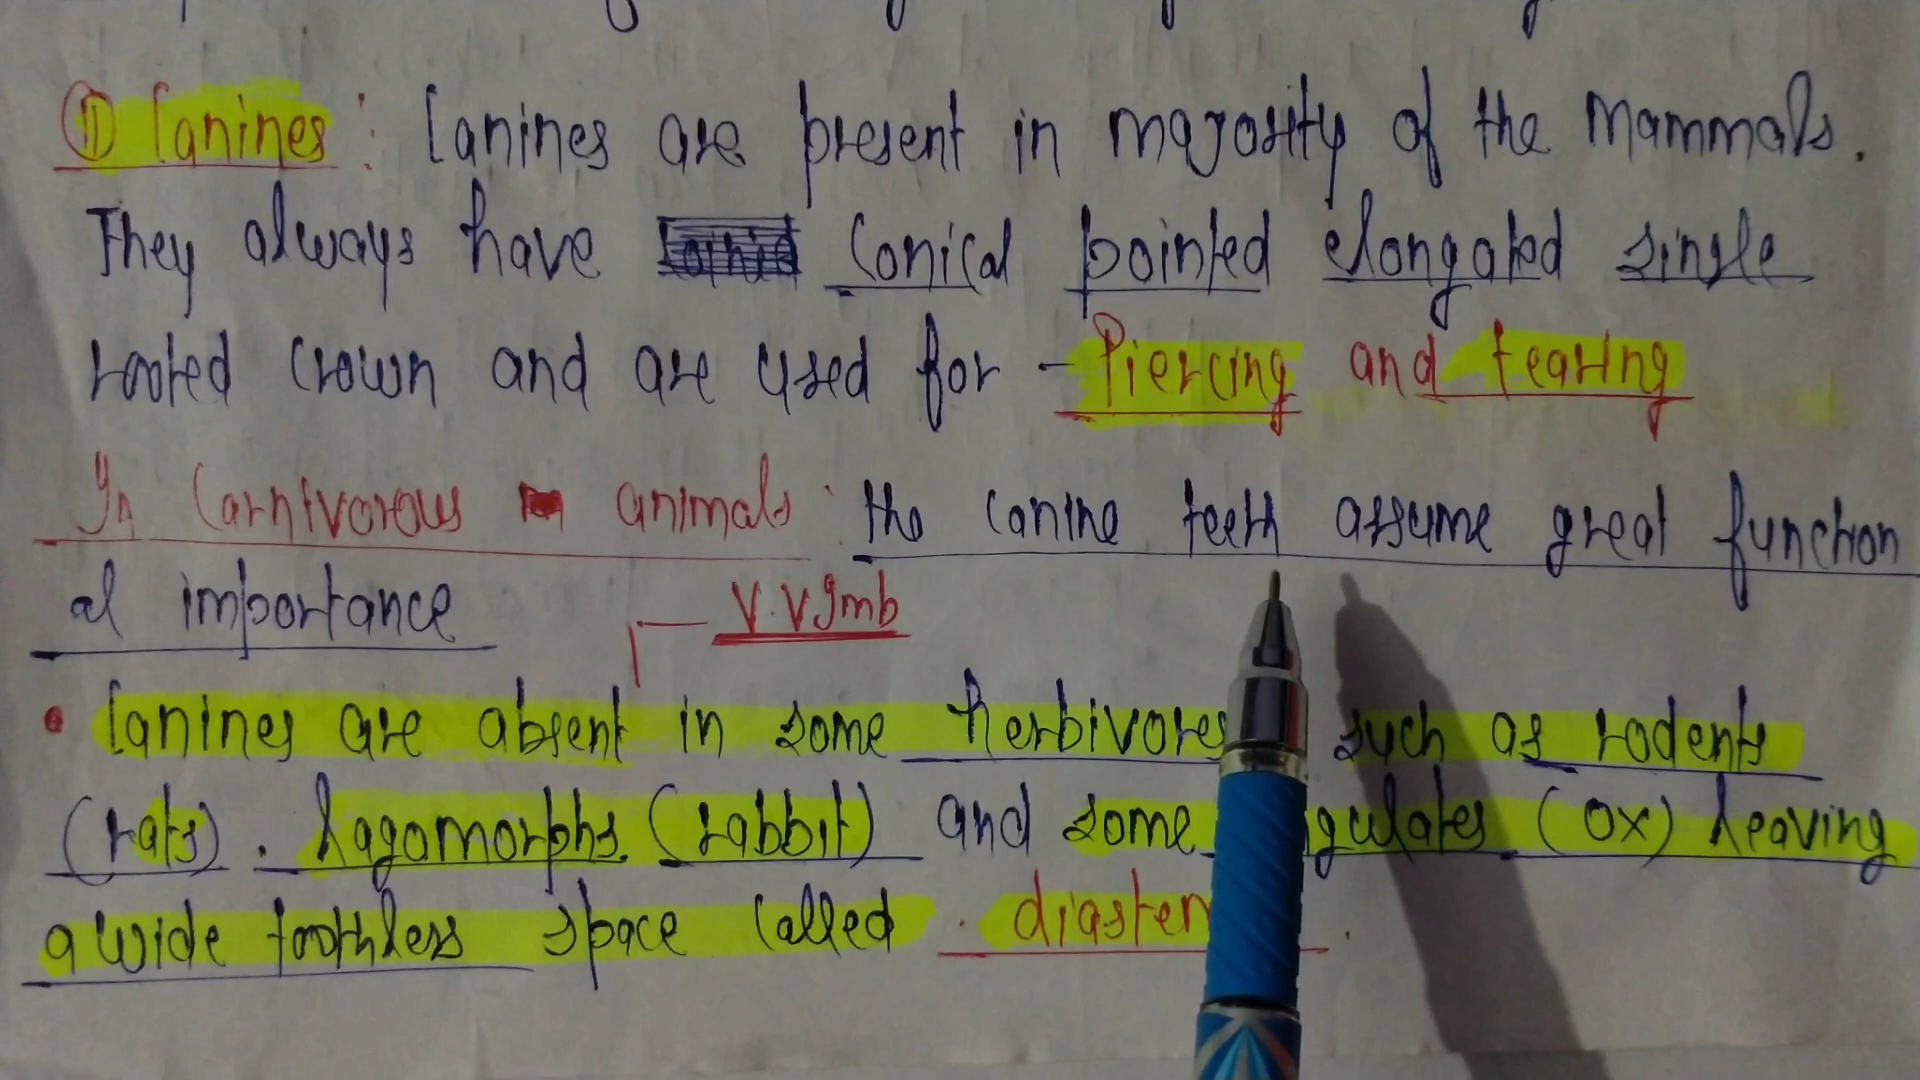 (ii) Canines : Canines are present in majority of the Mammals.
They always have Conical pointed elongated single
rooted Crown and are used for - Piercing and tearing
In Carnivorous animals : the canine teeth assume great function
al importance
V. V Imb
• Canines are absent in some herbivores such as rodents
(rats). Lagomorphs (rabbit) and some gulates (OX) leaving
a wide toothless space called . diastem .